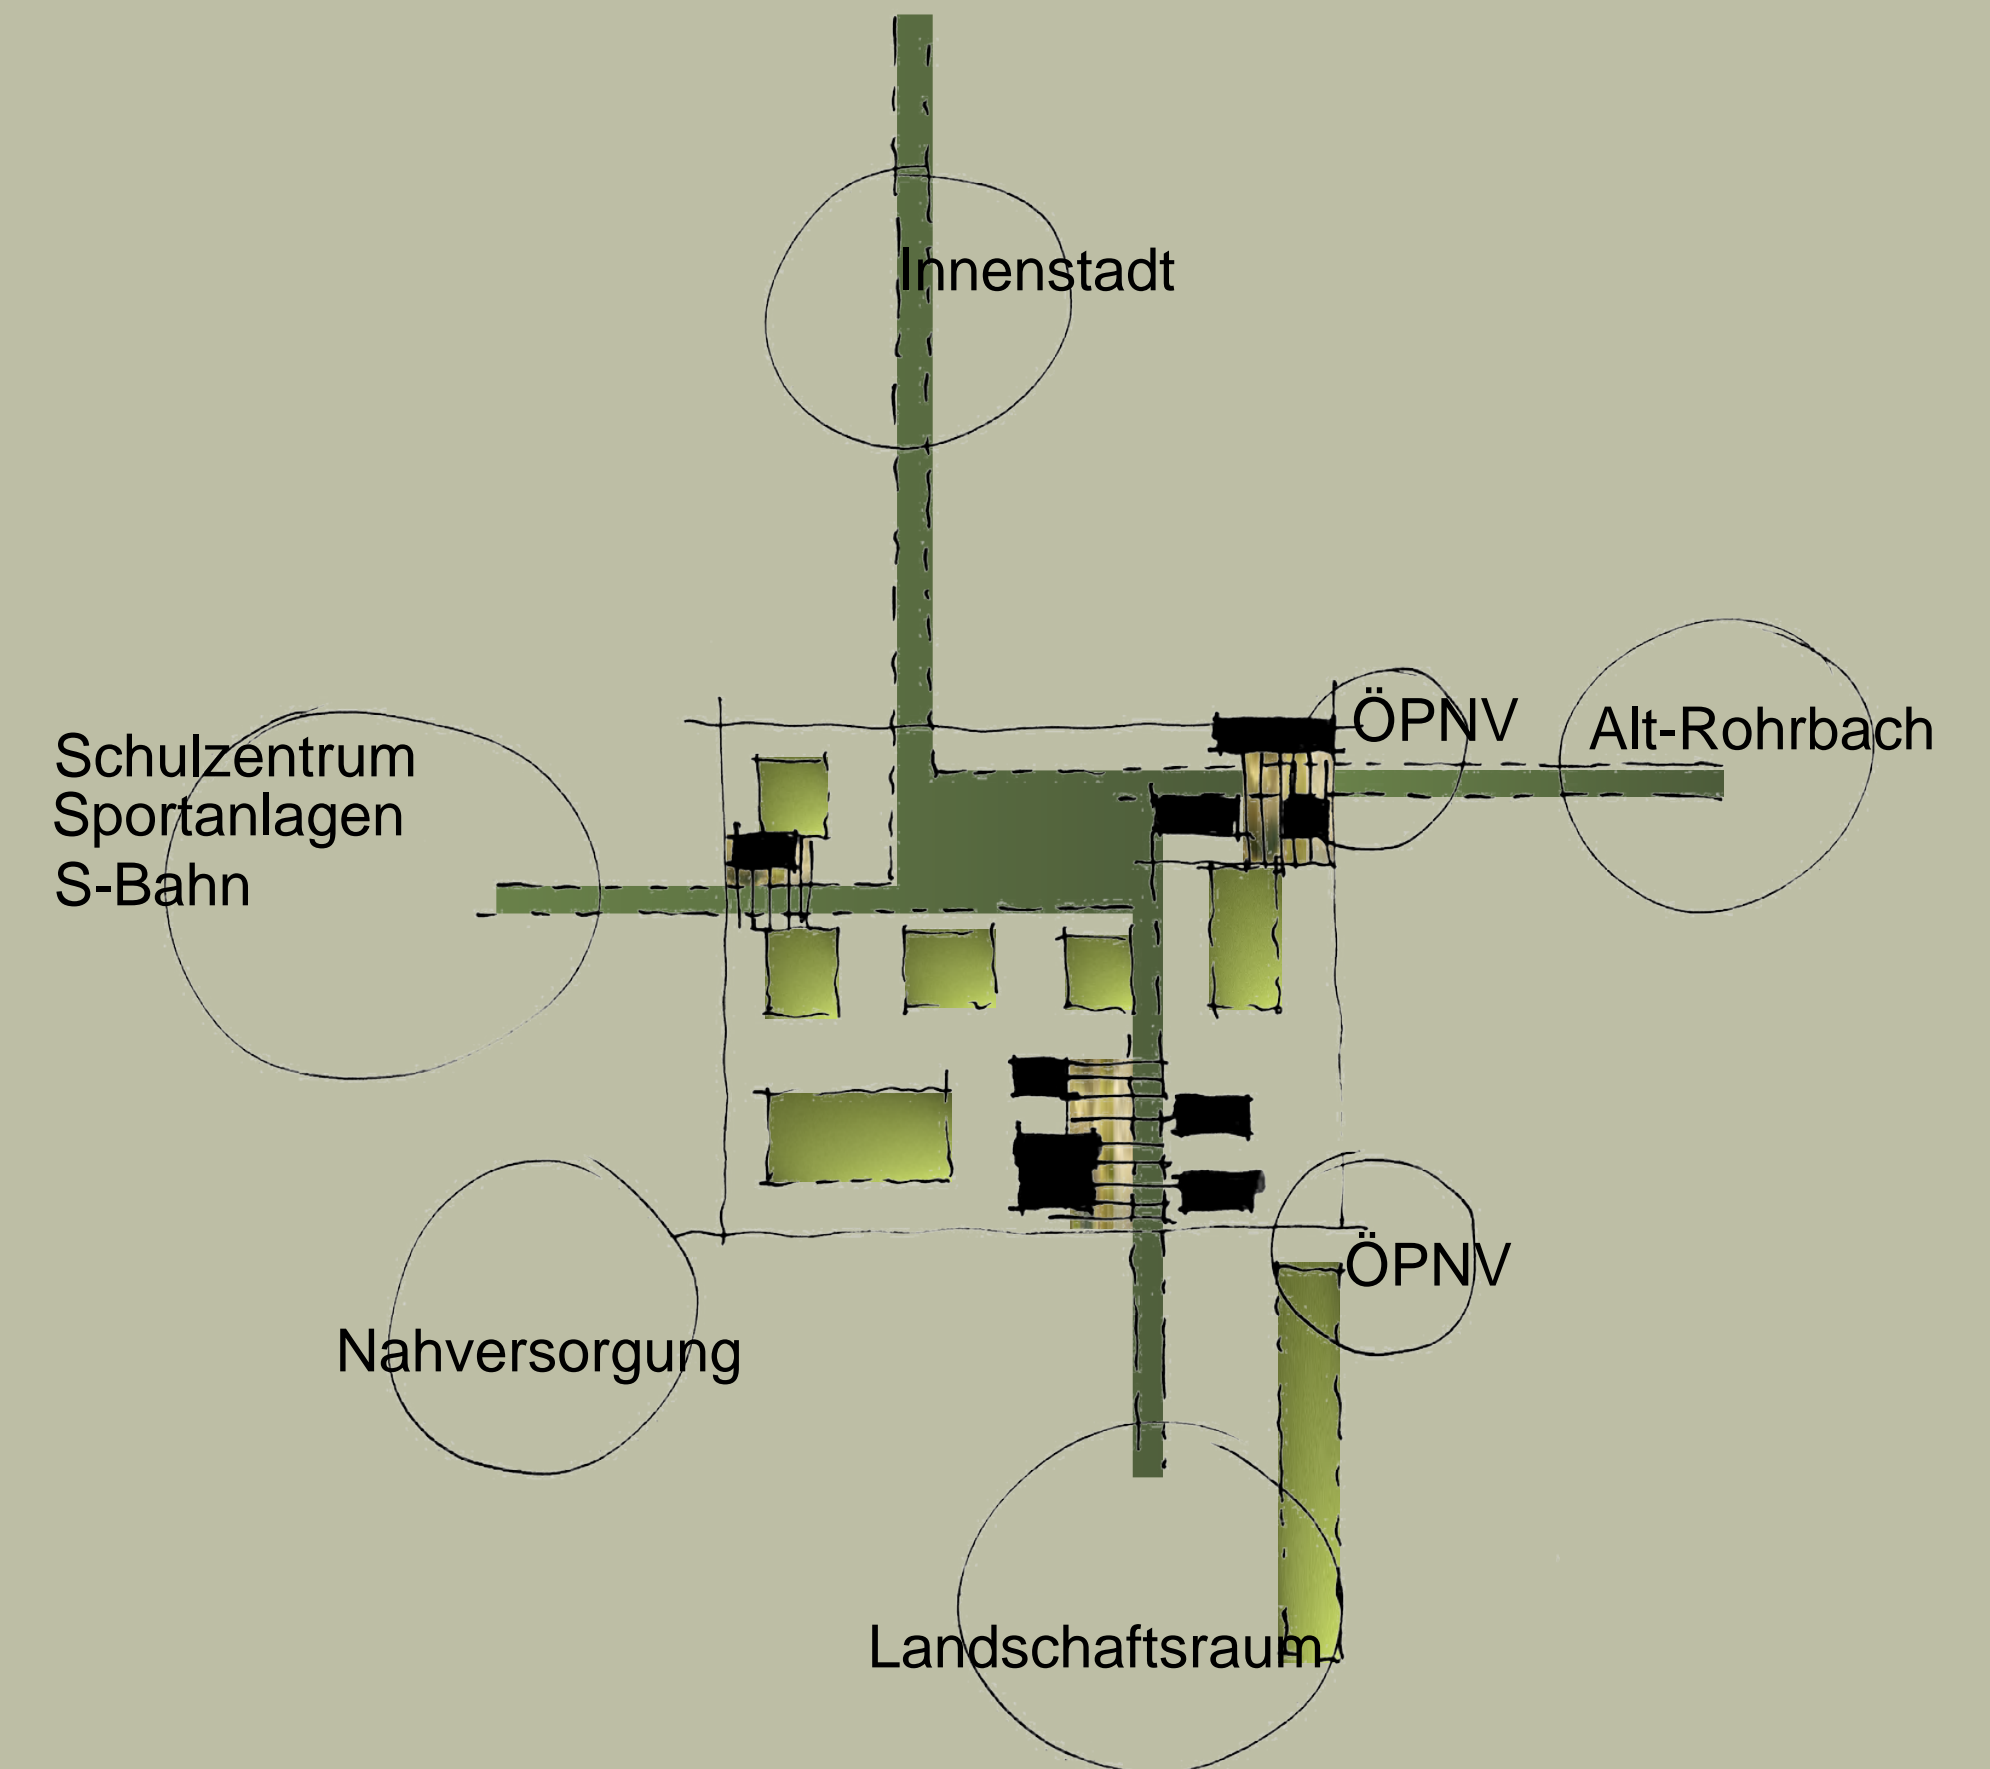 Innenstadt
ÖPNV
Alt-Rohrbach
Schulzentrum
Sportanlagen
S-Bahn
ÖPNV
Nahversorgung
Landschaftsraum